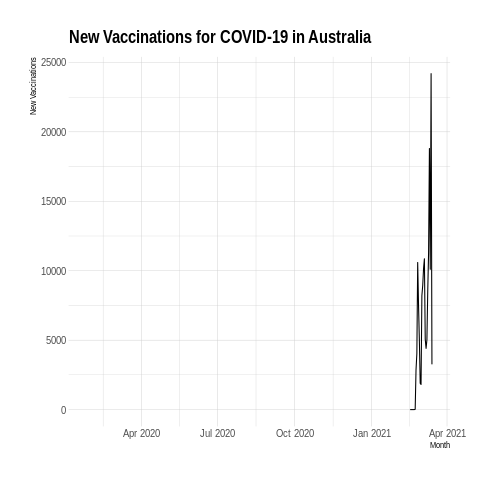 New Vaccinations for COVID-19 in Australia
New Vaccinations
25000
20000
15000
10000
5000
0
Apr 2020 Jul 2020 Oct 2020 Jan 2021 Apr 2021
Month